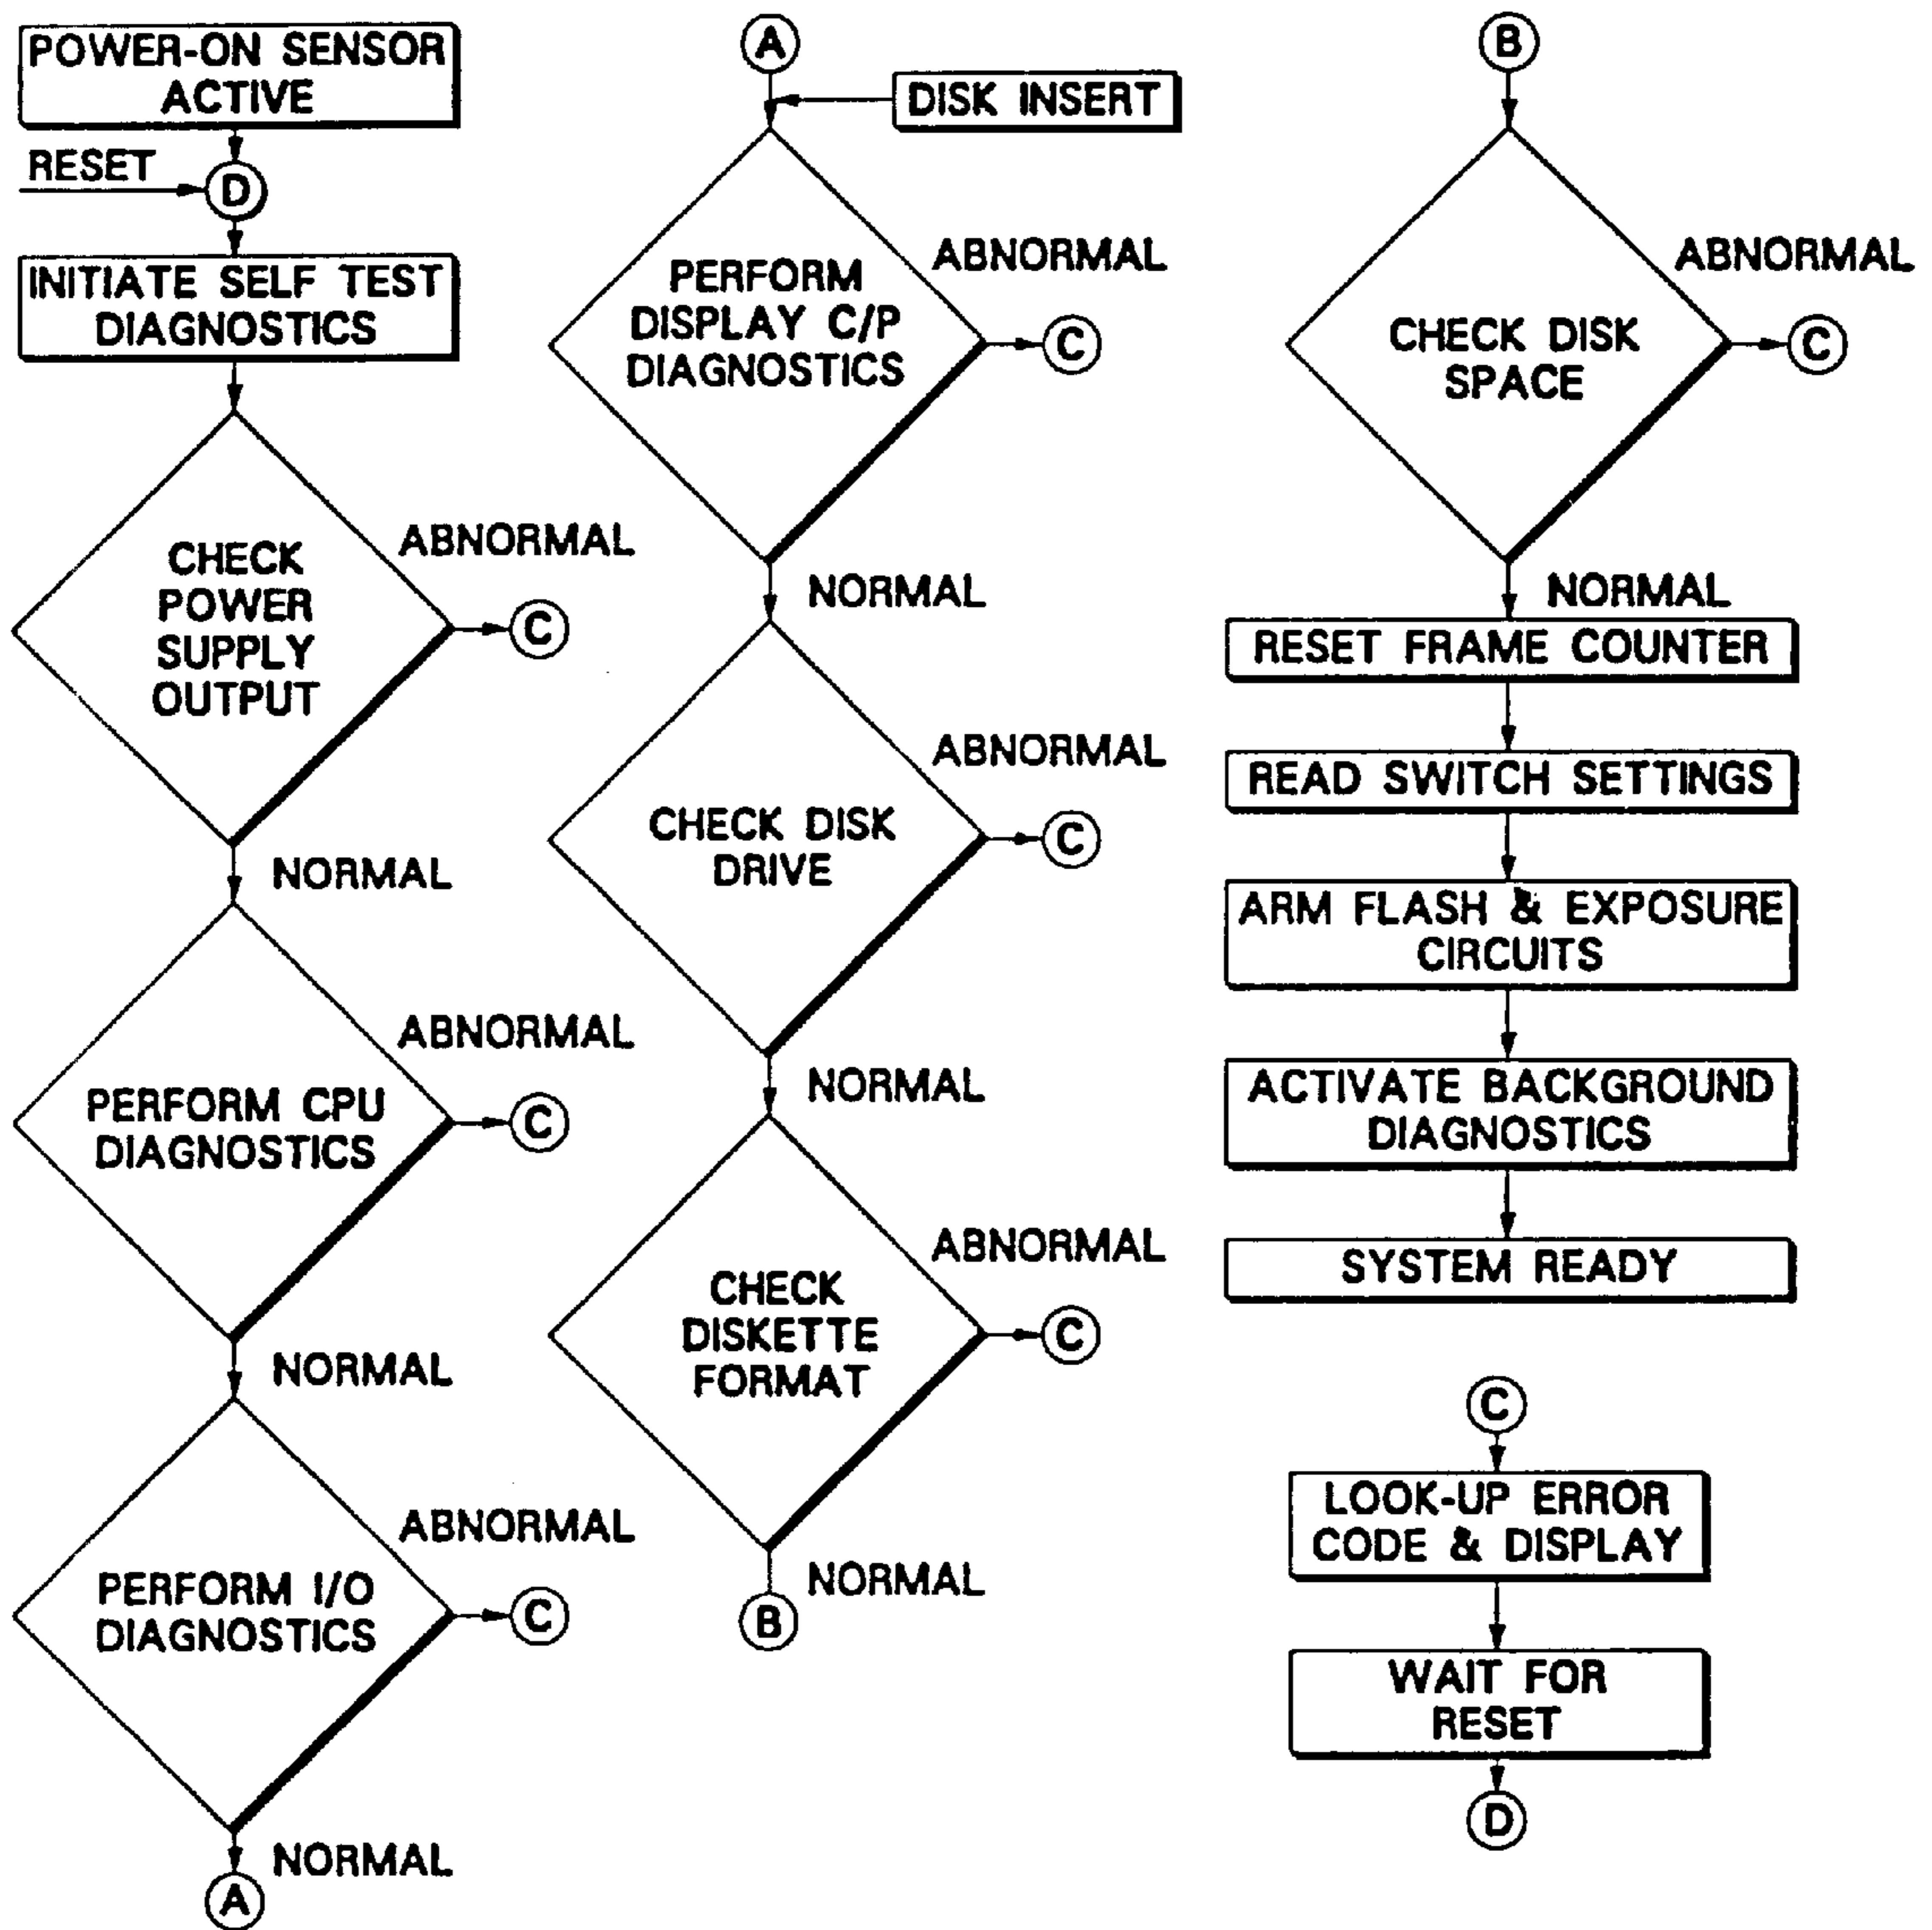 POWER-ON SENSOR
ACTIVE
RESET
D
INITIATE SELF TEST
DIAGNOSTICS
CHECK
POWER
SUPPLY
OUTPUT
ABNORMAL
C
NORMAL
PERFORM CPU
DIAGNOSTICS
ABNORMAL
C
NORMAL
PERFORM I/O
DIAGNOSTICS
ABNORMAL
C
NORMAL
A
A
DISK INSERT
PERFORM
DISPLAY C/P
DIAGNOSTICS
ABNORMAL
C
NORMAL
CHECK DISK
DRIVE
ABNORMAL
C
NORMAL
CHECK
DISKETTE
FORMAT
ABNORMAL
C
NORMAL
B
B
CHECK DISK
SPACE
ABNORMAL
C
NORMAL
RESET FRAME COUNTER
READ SWITCH SETTINGS
ARM FLASH & EXPOSURE
CIRCUITS
ACTIVATE BACKGROUND
DIAGNOSTICS
SYSTEM READY
C
LOOK-UP ERROR
CODE & DISPLAY
WAIT FOR
RESET
D